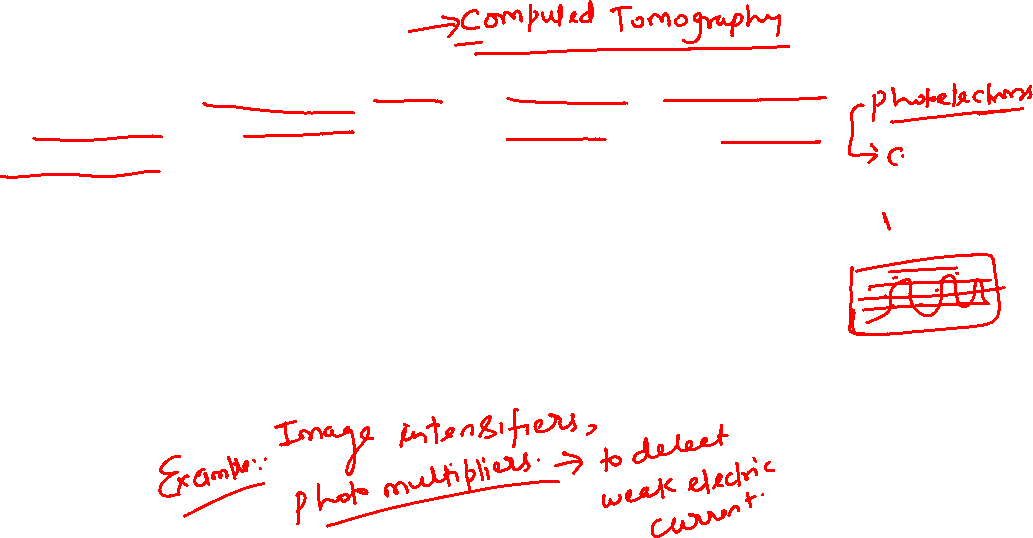 → Computed Tomography
photoelectrons
→ c
Example:- Image intensifiers,
photo multipliers. → to detect
weak electric
current.